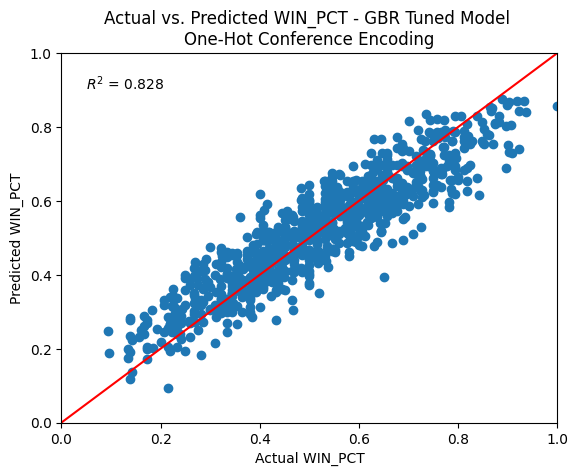 Actual vs. Predicted WIN_PCT - GBR Tuned Model
One-Hot Conference Encoding
1.0
R² = 0.828
0.8
0.6
Predicted WIN_PCT
0.4
0.2
0.0
0.0 0.2 0.4 0.6 0.8 1.0
Actual WIN_PCT